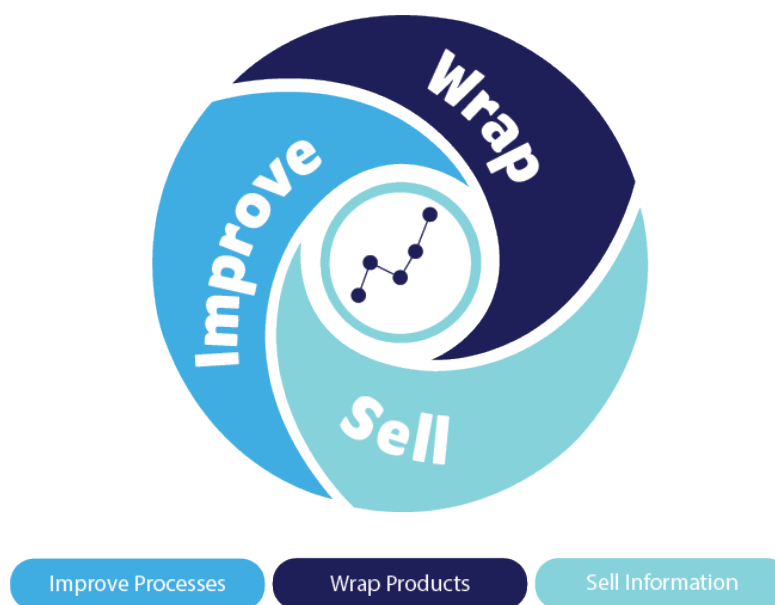 Wrap
Improve
Sell
Improve Processes
Wrap Products
Sell Information